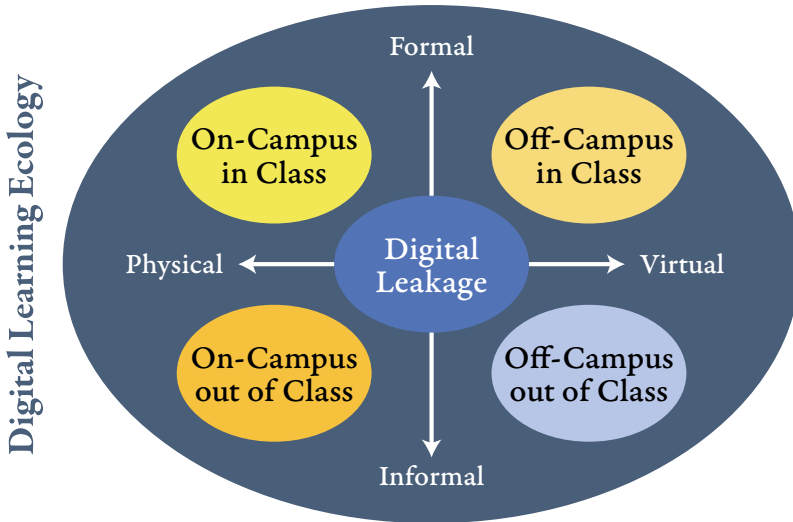 Digital Learning Ecology
Formal
On-Campus
in Class
Off-Campus
in Class
Physical
Digital
Leakage
Virtual
On-Campus
out of Class
Off-Campus
out of Class
Informal